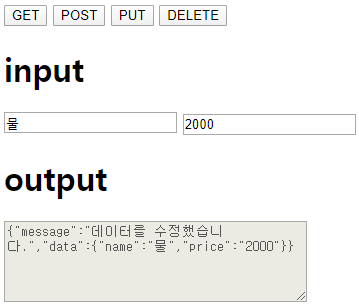 GET POST PUT DELETE
input
물 2000
output
{"message":"데이터를 수정했습니
다.","data":{"name":"물","price":"2000"}}